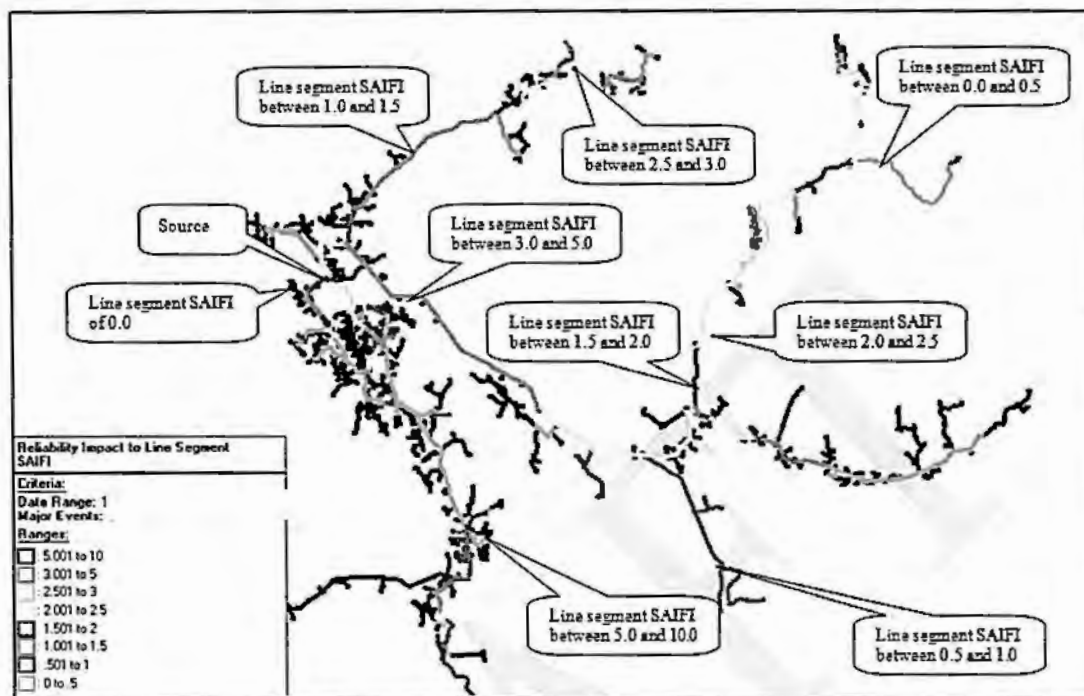 Line segment SAIFI
between 1.0 and 1.5
Line segment SAIFI
between 0.0 and 0.5
Line segment SAIFI
between 2.5 and 3.0
Source
Line segment SAIFI
between 3.0 and 5.0
Line segment SAIFI
of 0.0
Line segment SAIFI
between 1.5 and 2.0
Line segment SAIFI
between 2.0 and 2.5
Reliability Impact to Line Segment
SAIFI
Criteria:
Date Range: 1
Major Events:
Ranges:
: 5.001 to 10
: 3.001 to 5
: 2.501 to 3
: 2.001 to 2.5
: 1.501 to 2
: 1.001 to 1.5
: .501 to 1
: 0 to .5
Line segment SAIFI
between 5.0 and 10.0
Line segment SAIFI
between 0.5 and 1.0